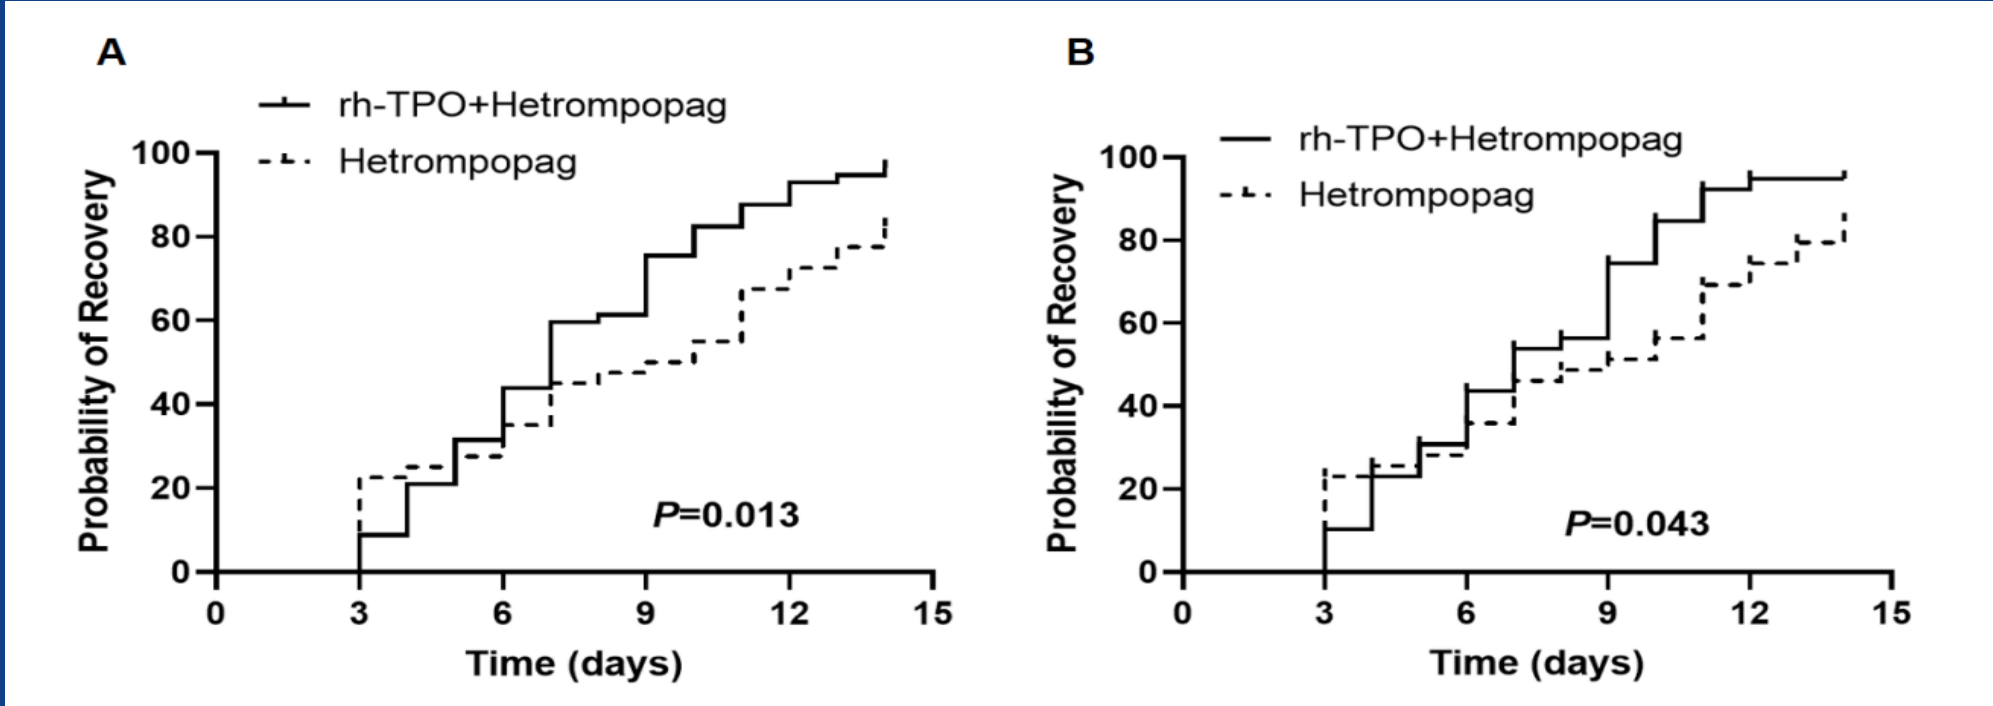 A
rh-TPO+Hetrompopag
Hetrompopag
Probability of Recovery
100
80
60
40
20
0
P=0.013
0 3 6 9 12 15
Time (days)
B
rh-TPO+Hetrompopag
Hetrompopag
Probability of Recovery
100
80
60
40
20
0
P=0.043
0 3 6 9 12 15
Time (days)